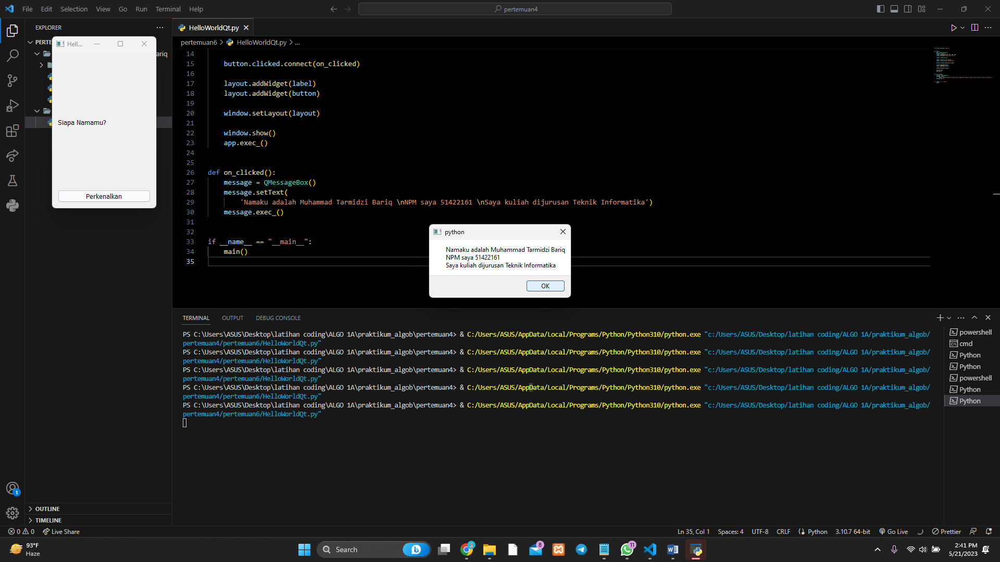 File Edit Selection View Go Run Terminal Help
pertemuan4
EXPLORER
PERTE
ariq
Hell...
Siapa Namamu?
Perkenalkan
HelloWorldQt.py
pertemuan6 > HelloWorldQt.py > ...
14
15 button.clicked.connect(on_clicked)
16
17 layout.addWidget(label)
18 layout.addWidget(button)
19
20 window.setLayout(layout)
21
22 window.show()
23 app.exec_()
24
25
26 def on_clicked():
27 message = QMessageBox()
28 message.setText(
29 'Namaku adalah Muhammad Tarmidzi Bariq \nNPM saya 51422161 \nSaya kuliah dijurusan Teknik Informatika')
30 message.exec_()
31
32
33 if __name__ == "__main__":
34 main()
35
python
Namaku adalah Muhammad Tarmidzi Bariq
NPM saya 51422161
Saya kuliah dijurusan Teknik Informatika
OK
TERMINAL OUTPUT DEBUG CONSOLE
PS C:\Users\ASUS\Desktop\latihan coding\ALGO 1A\praktikum_algob\pertemuan4> & C:/Users/ASUS/AppData/Local/Programs/Python/Python310/python.exe "c:/Users/ASUS/Desktop/latihan coding/ALGO 1A/praktikum_algob/
pertemuan4/pertemuan6/HelloWorldQt.py"
PS C:\Users\ASUS\Desktop\latihan coding\ALGO 1A\praktikum_algob\pertemuan4> & C:/Users/ASUS/AppData/Local/Programs/Python/Python310/python.exe "c:/Users/ASUS/Desktop/latihan coding/ALGO 1A/praktikum_algob/
pertemuan4/pertemuan6/HelloWorldQt.py"
PS C:\Users\ASUS\Desktop\latihan coding\ALGO 1A\praktikum_algob\pertemuan4> & C:/Users/ASUS/AppData/Local/Programs/Python/Python310/python.exe "c:/Users/ASUS/Desktop/latihan coding/ALGO 1A/praktikum_algob/
pertemuan4/pertemuan6/HelloWorldQt.py"
PS C:\Users\ASUS\Desktop\latihan coding\ALGO 1A\praktikum_algob\pertemuan4> & C:/Users/ASUS/AppData/Local/Programs/Python/Python310/python.exe "c:/Users/ASUS/Desktop/latihan coding/ALGO 1A/praktikum_algob/
pertemuan4/pertemuan6/HelloWorldQt.py"
PS C:\Users\ASUS\Desktop\latihan coding\ALGO 1A\praktikum_algob\pertemuan4> & C:/Users/ASUS/AppData/Local/Programs/Python/Python310/python.exe "c:/Users/ASUS/Desktop/latihan coding/ALGO 1A/praktikum_algob/
pertemuan4/pertemuan6/HelloWorldQt.py"
powershell
cmd
Python
Python
powershell
Python
Python
1
OUTLINE
TIMELINE
0 0 Live Share
Ln 35, Col 1 Spaces: 4 UTF-8 CRLF Python 3.10.7 64-bit Go Live Prettier
93°F
Haze
Search
8
11
2:41 PM
5/21/2023